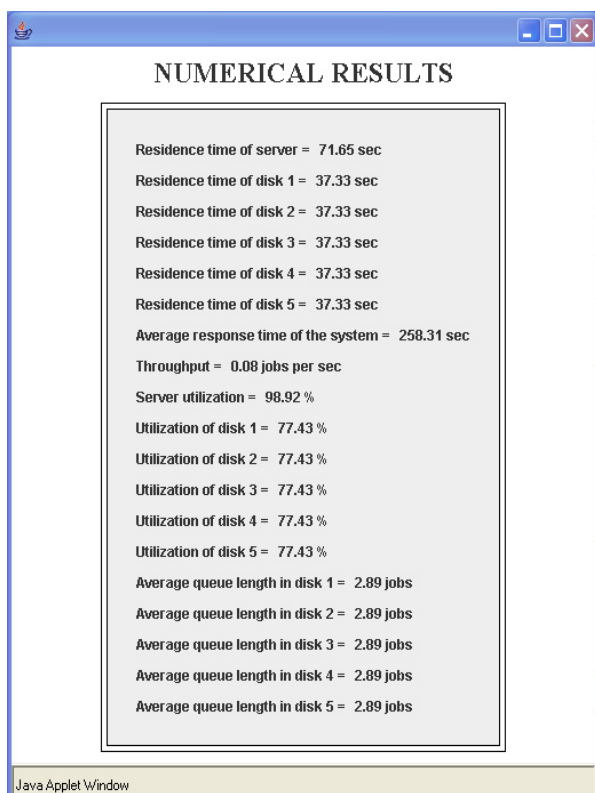 NUMERICAL RESULTS
Residence time of server = 71.65 sec
Residence time of disk 1 = 37.33 sec
Residence time of disk 2 = 37.33 sec
Residence time of disk 3 = 37.33 sec
Residence time of disk 4 = 37.33 sec
Residence time of disk 5 = 37.33 sec
Average response time of the system = 258.31 sec
Throughput = 0.08 jobs per sec
Server utilization = 98.92 %
Utilization of disk 1 = 77.43 %
Utilization of disk 2 = 77.43 %
Utilization of disk 3 = 77.43 %
Utilization of disk 4 = 77.43 %
Utilization of disk 5 = 77.43 %
Average queue length in disk 1 = 2.89 jobs
Average queue length in disk 2 = 2.89 jobs
Average queue length in disk 3 = 2.89 jobs
Average queue length in disk 4 = 2.89 jobs
Average queue length in disk 5 = 2.89 jobs
Java Applet Window